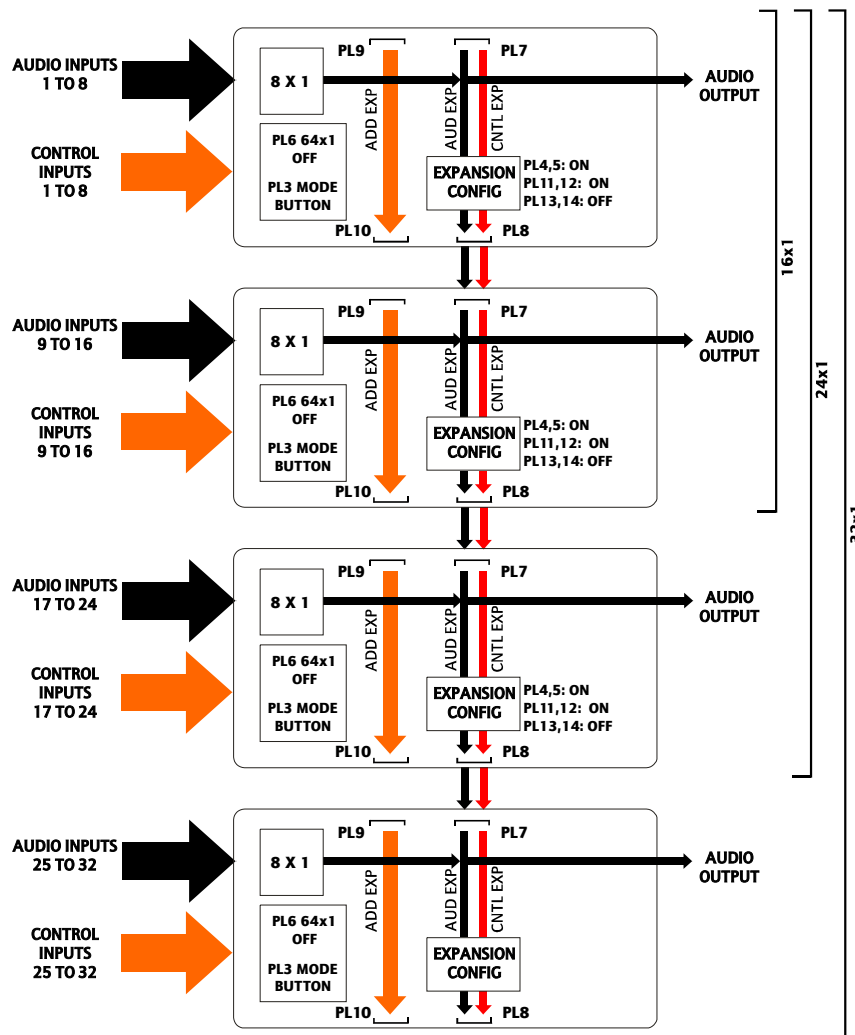 AUDIO INPUTS
1 TO 8
CONTROL
INPUTS
1 TO 8
8 X 1
PL6 64x1
OFF
PL3 MODE
BUTTON
PL9
ADD EXP
PL10
PL7
AUD EXP
CNTL EXP
EXPANSION
CONFIG
PL4,5: ON
PL11,12: ON
PL13,14: OFF
PL8
AUDIO
OUTPUT
AUDIO INPUTS
9 TO 16
CONTROL
INPUTS
9 TO 16
8 X 1
PL6 64x1
OFF
PL3 MODE
BUTTON
PL9
ADD EXP
PL10
PL7
AUD EXP
CNTL EXP
EXPANSION
CONFIG
PL4,5: ON
PL11,12: ON
PL13,14: OFF
PL8
AUDIO
OUTPUT
AUDIO INPUTS
17 TO 24
CONTROL
INPUTS
17 TO 24
8 X 1
PL6 64x1
OFF
PL3 MODE
BUTTON
PL9
ADD EXP
PL10
PL7
AUD EXP
CNTL EXP
EXPANSION
CONFIG
PL4,5: ON
PL11,12: ON
PL13,14: OFF
PL8
AUDIO
OUTPUT
AUDIO INPUTS
25 TO 32
CONTROL
INPUTS
25 TO 32
8 X 1
PL6 64x1
OFF
PL3 MODE
BUTTON
PL9
ADD EXP
PL10
PL7
AUD EXP
CNTL EXP
EXPANSION
CONFIG
PL8
AUDIO
OUTPUT
16x1
24x1